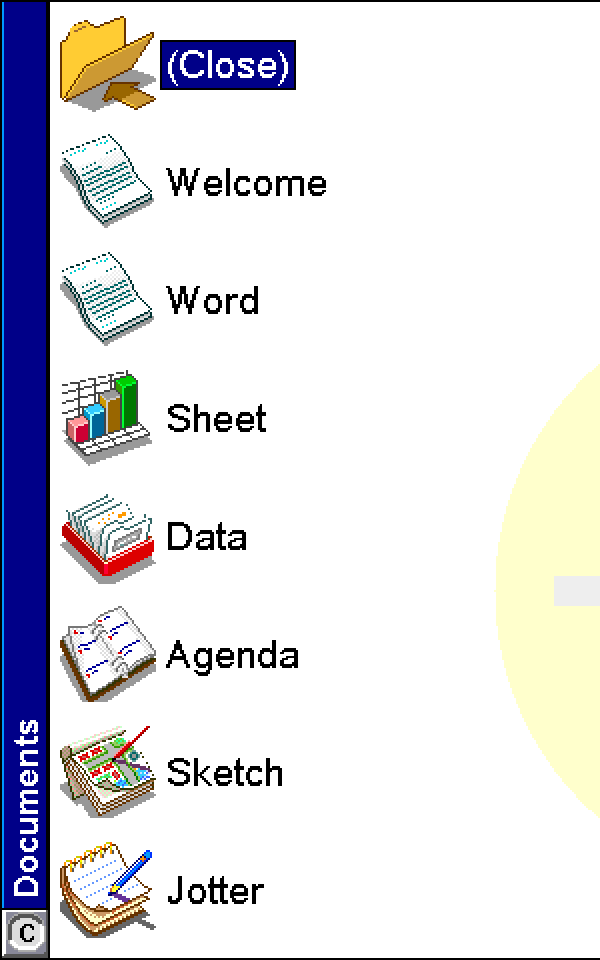 (Close)
Welcome
Word
Sheet
Data
Agenda
Sketch
Jotter
Documents
C